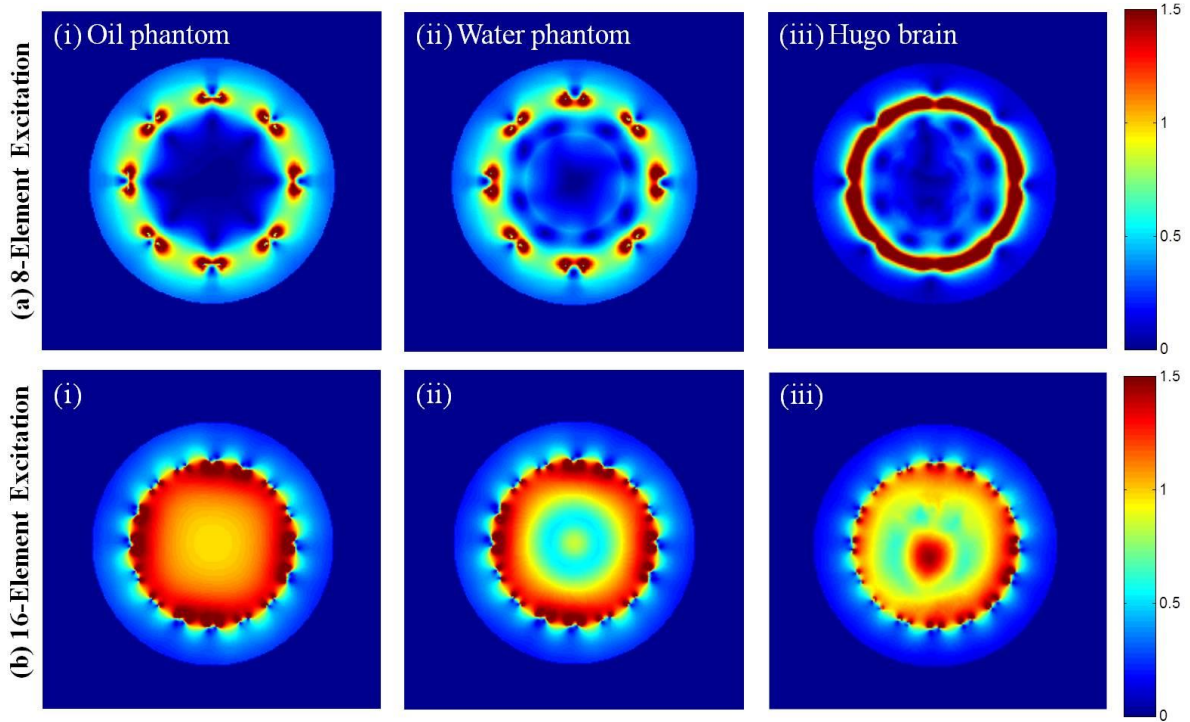 (a) 8-Element Excitation
(i) Oil phantom
(ii) Water phantom
(iii) Hugo brain
1.5
1
0.5
0
(b) 16-Element Excitation
(i)
(ii)
(iii)
1.5
1
0.5
0